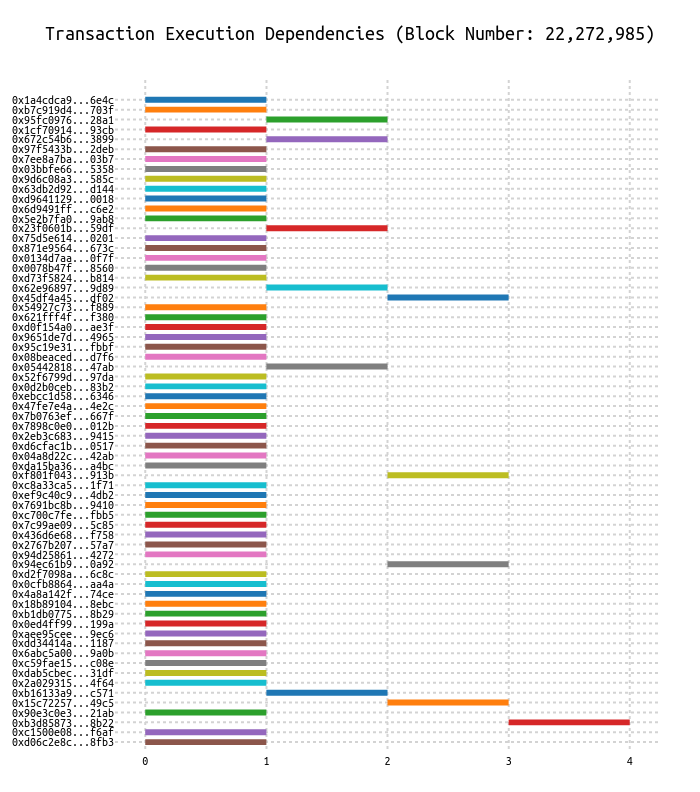 Transaction Execution Dependencies (Block Number: 22,272,985)
0x1a4cdca9...6e4c
0xb7c919d4...703f
0x95fc0976...28a1
0x1cf70914...93cb
0x672c54b6...3899
0x97f5433b...2deb
0x7ee8a7ba...03b7
0x03bbfe66...5358
0x9d6c08a3...585c
0x63db2d92...d144
0xd9641129...0018
0x6d9491ff...c6e2
0x5e2b7fa0...9ab8
0x23f0601b...59df
0x75d5e614...0201
0x871e9564...673c
0x0134d7aa...0f7f
0x0078b47f...8560
0xd73f5824...b814
0x62e96897...9d89
0x45df4a45...df02
0x54927c73...f889
0x621fff4f...f380
0xd0f154a0...ae3f
0x9651de7d...4965
0x95c19e31...fbbf
0x08beaced...d7f6
0x05442818...47ab
0x52f6799d...97da
0x0d2b0ceb...83b2
0xebcc1d58...6346
0x47fe7e4a...4e2c
0x7b0763ef...667f
0x7898c0e0...012b
0x2eb3c683...9415
0xd6cfac1b...0517
0x04a8d22c...42ab
0xda15ba36...a4bc
0xf801f043...913b
0xc8a33ca5...1f71
0xef9c40c9...4db2
0x7691bc8b...9410
0xc700c7fe...fbb5
0x7c99ae09...5c85
0x436d6e68...f758
0x2767b207...57a7
0x94d25861...4272
0x94ec61b9...0a92
0xd2f7098a...6c8c
0x0cfb8864...aa4a
0x4a8a142f...74ce
0x18b89104...8ebc
0xb1db0775...8b29
0x0ed4ff99...199a
0xaee95cee...9ec6
0xdd34414a...1187
0x6abc5a00...9a0b
0xc59fae15...c08e
0xdab5cbec...31df
0x2a029315...4f64
0xb16133a9...c571
0x15c72257...49c5
0x90e3c0e3...21ab
0xb3d85873...8b22
0xc1500e08...f6af
0xd06c2e8c...8fb3
0 1 2 3 4